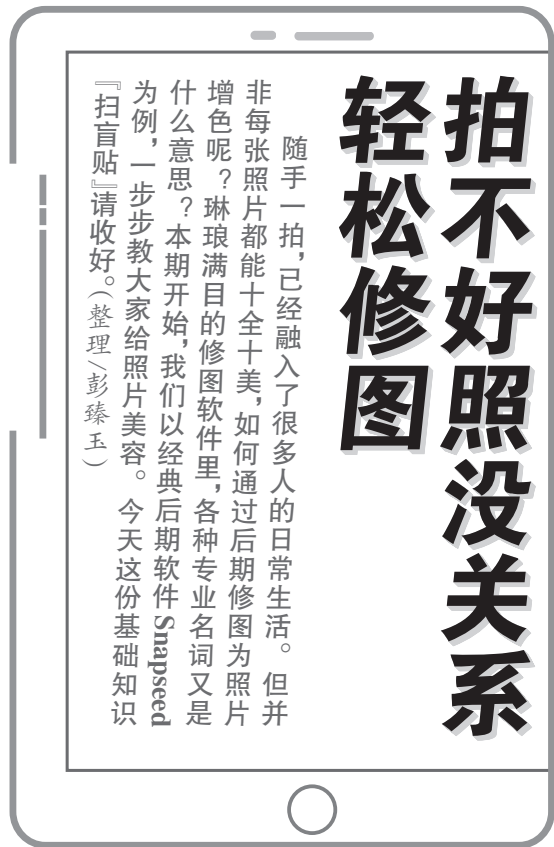 拍不好照没关系
轻松修图
随手一拍，已经融入了很多人的日常生活。但并
非每张照片都能十全十美，如何通过后期修图为照片
增色呢？琳琅满目的修图软件里，各种专业名词又是
什么意思？本期开始，我们以经典后期软件Snapseed
为例，一步步教大家给照片美容。今天这份基础知识
『扫盲贴』请收好。（整理/彭臻玉）